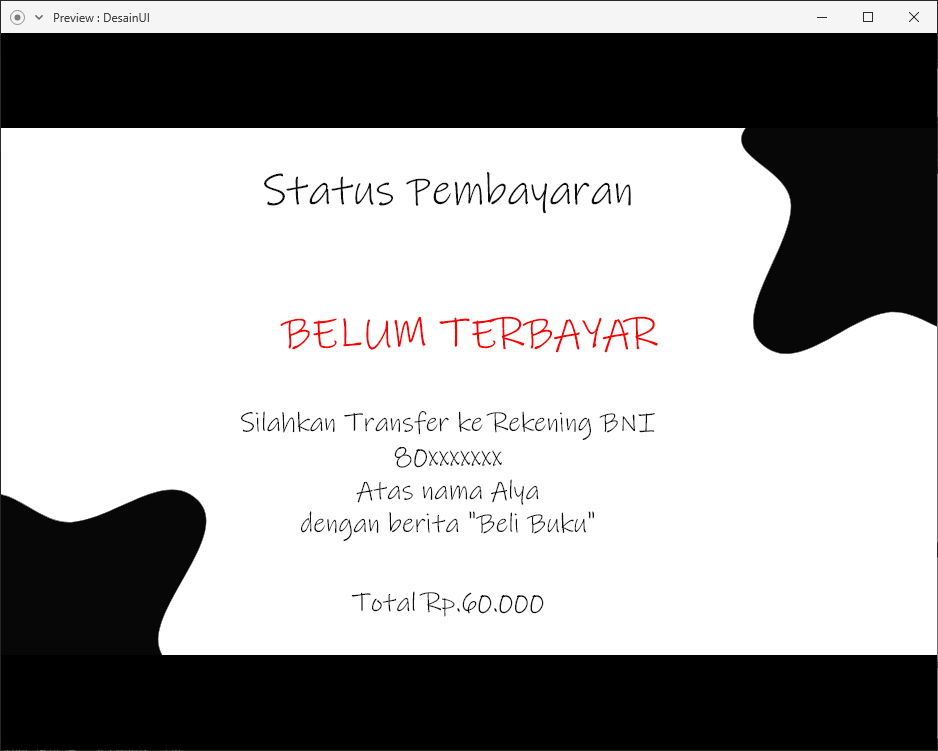 Preview : DesainUI
Status Pembayaran
BELUM TERBAYAR
Silahkan Transfer ke Rekening BNI
80xxxxxxx
Atas nama Alya
dengan berita "Beli Buku"
Total Rp.60.000